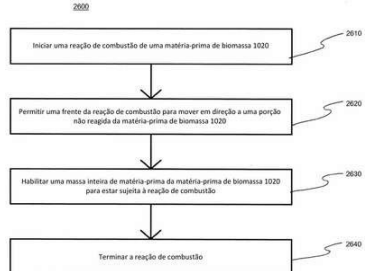 2600
2610
Iniciar uma reação de combustão de uma matéria-prima de biomassa 1020
2620
Permitir uma frente da reação de combustão para mover em direção a uma porção
não reagida da matéria-prima de biomassa 1020
2630
Habilitar uma massa inteira de matéria-prima da matéria-prima de biomassa 1020
para estar sujeita à reação de combustão
2640
Terminar a reação de combustão